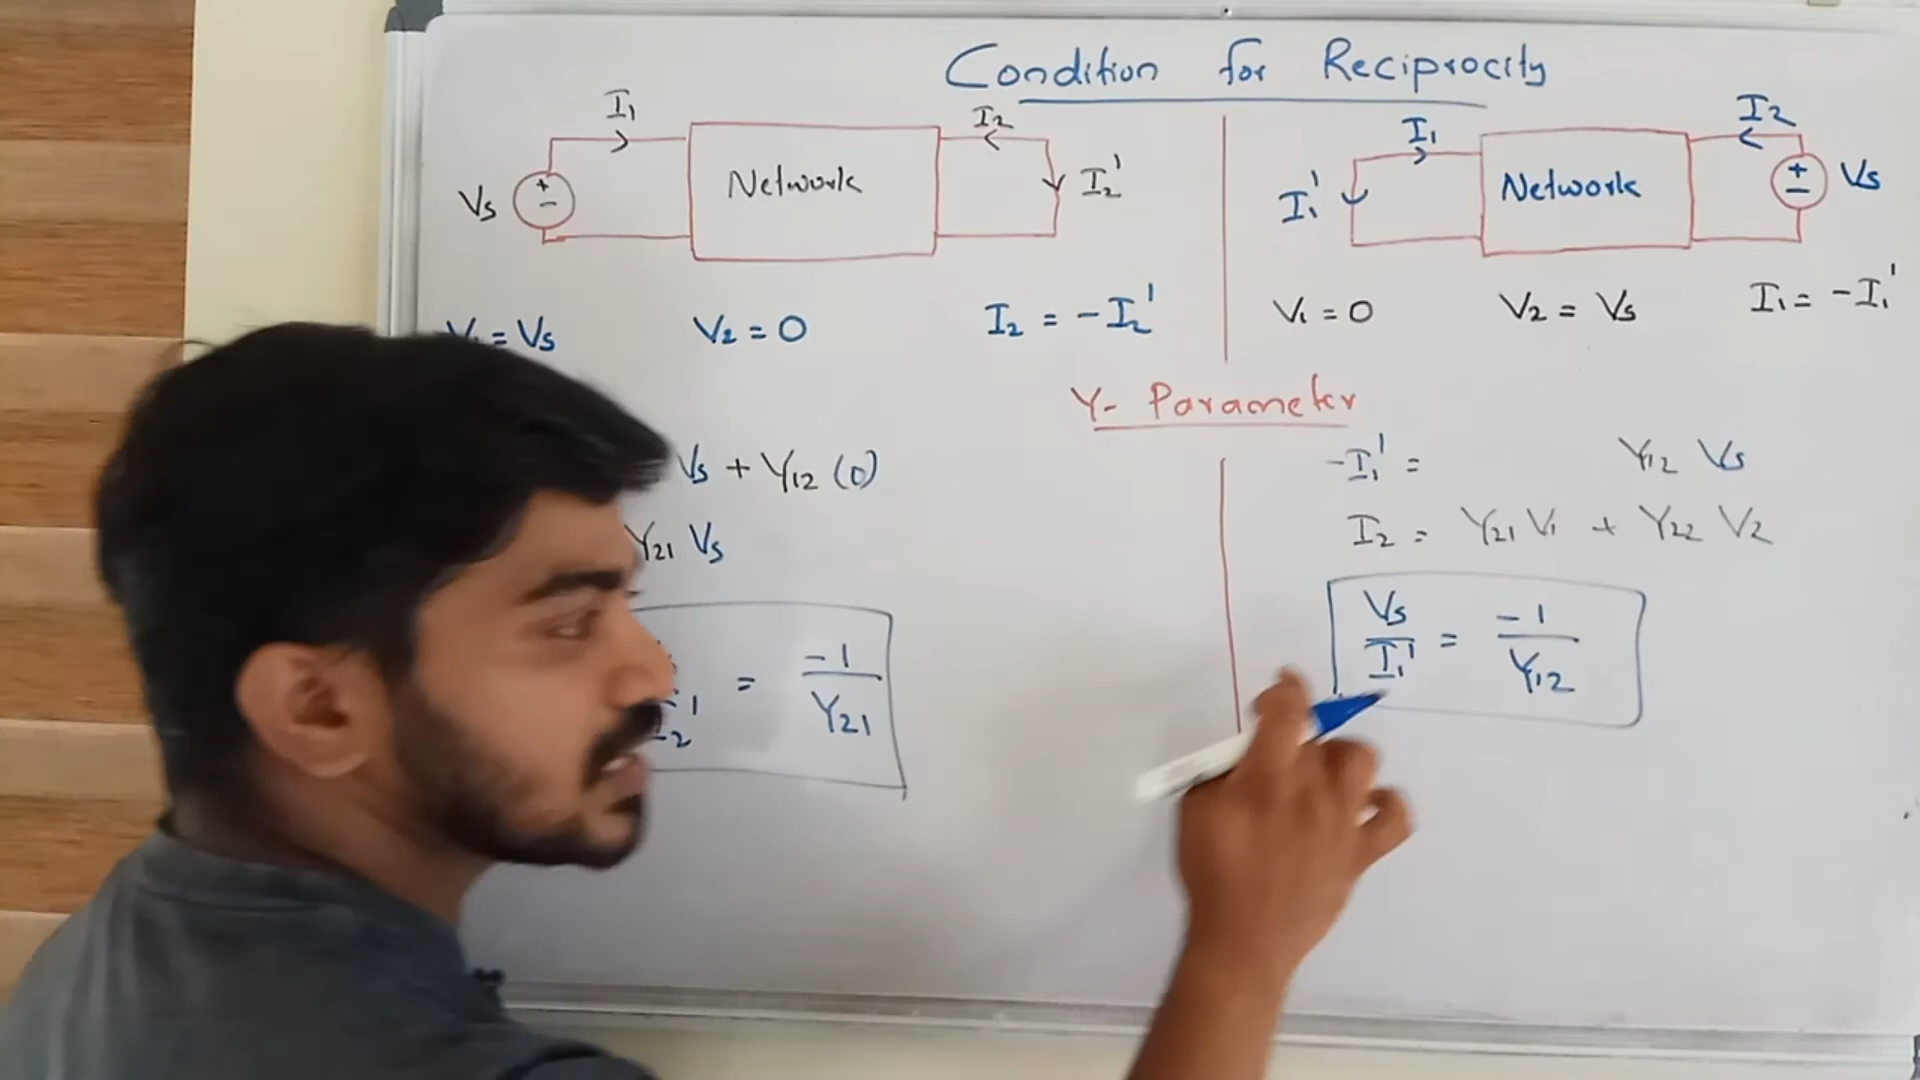 Condition for Reciprocity
I1
I2
Vs
+
−
Network
I2'
V1 = Vs
V2 = 0
I2 = -I2'
I1
I2
I1'
Network
+
−
Vs
V1 = 0
V2 = Vs
I1 = -I1'
Y- Parameter
Vs + Y12 (0)
Y21 Vs
= -1/Y21
-I1' = Y12 Vs
I2 = Y21 V1 + Y22 V2
Vs/I1' = -1/Y12